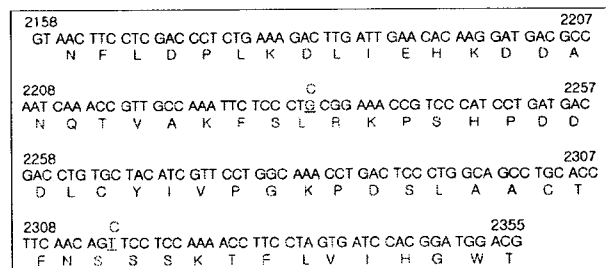 2158 2207
GT AAC TTC CTC GAC CCT CTG AAA GAC TTG ATT GAA CAC AAG GAT GAC GCC
N F L D P L K D L I E H K D D A
C
2208 2257
AAT CAA ACC GTT GCC AAA TTC TCC CTG CGG AAA CCG TCC CAT CCT GAT GAC
N Q T V A K F S L R K P S H P D D
2258 2307
GAC CTG TGC TAC ATC GTT CCT GGC AAA CCT GAC TCC CTG GCA GCC TGC ACC
D L C Y I V P G K P D S L A A C T
2308 C 2355
TTC AAC AGT TCC TCC AAA ACC TTC CTA GTG ATC CAC GGA TGG ACG
F N S S S K T F L V I H G W T